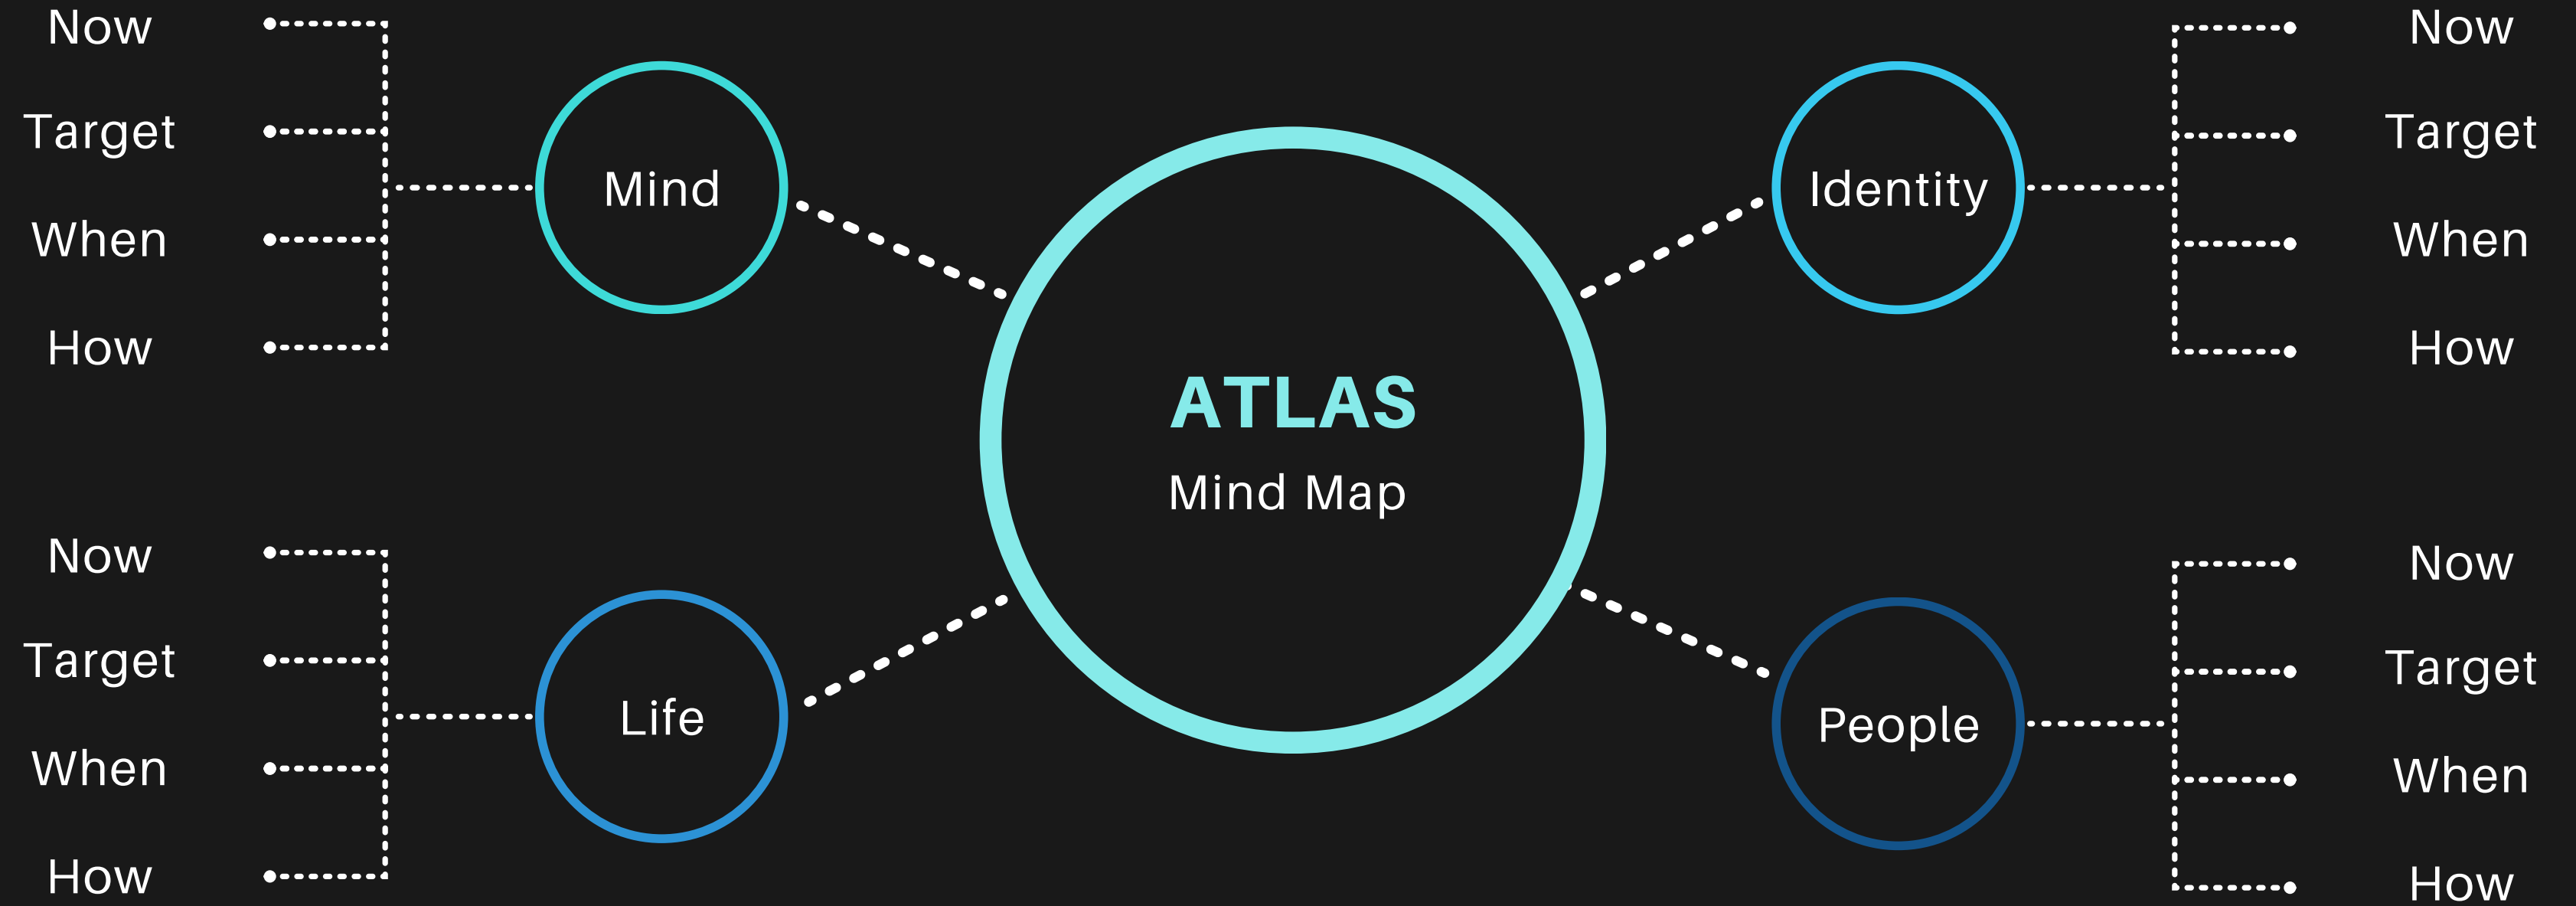 Now
Target
When
How
Mind
Identity
Now
Target
When
How
ATLAS
Mind Map
Now
Target
When
How
Life
People
Now
Target
When
How